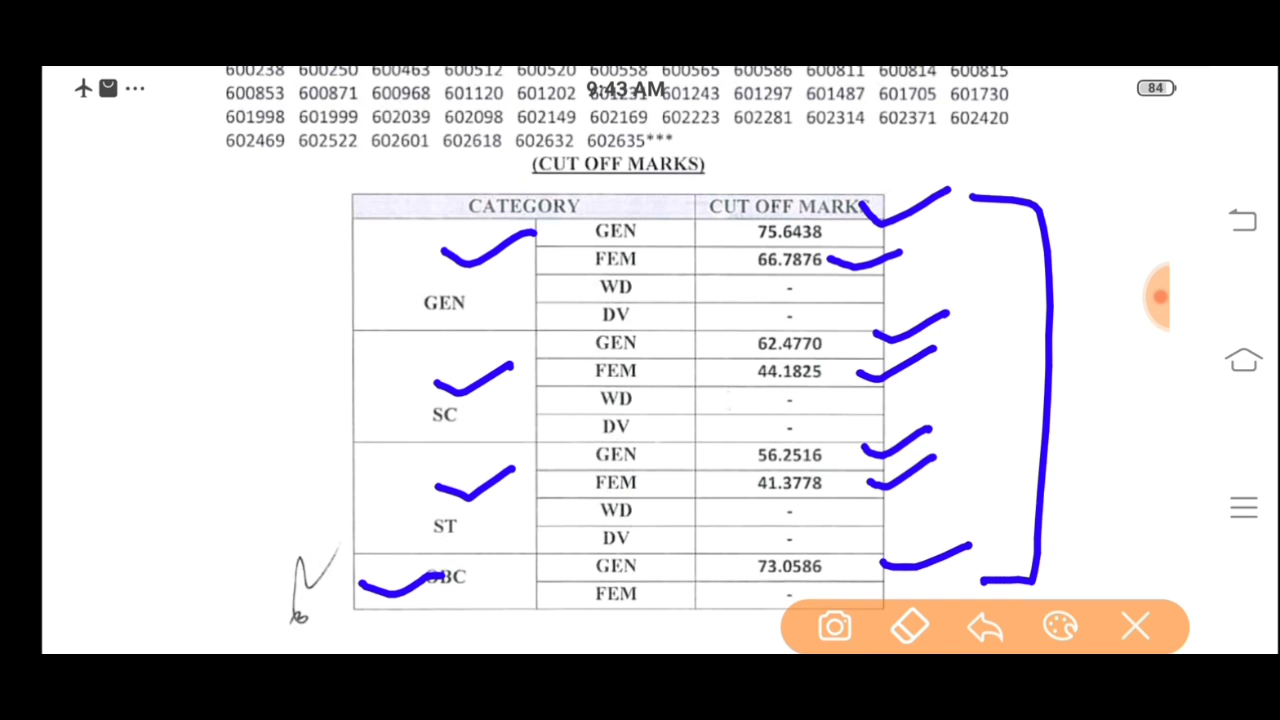 600238 600250 600463 600512 600520 600558 600565 600586 600811 600814 600815
9:43 AM
84
600853 600871 600968 601120 601202 601231 601243 601297 601487 601705 601730
601998 601999 602039 602098 602149 602169 602223 602281 602314 602371 602420
602469 602522 602601 602618 602632 602635***
(CUT OFF MARKS)
CATEGORY CUT OFF MARKS
GEN 75.6438
FEM 66.7876
WD -
GEN
DV -
GEN 62.4770
FEM 44.1825
WD -
SC
DV -
GEN 56.2516
FEM 41.3778
WD -
ST
DV -
GEN 73.0586
OBC
FEM -